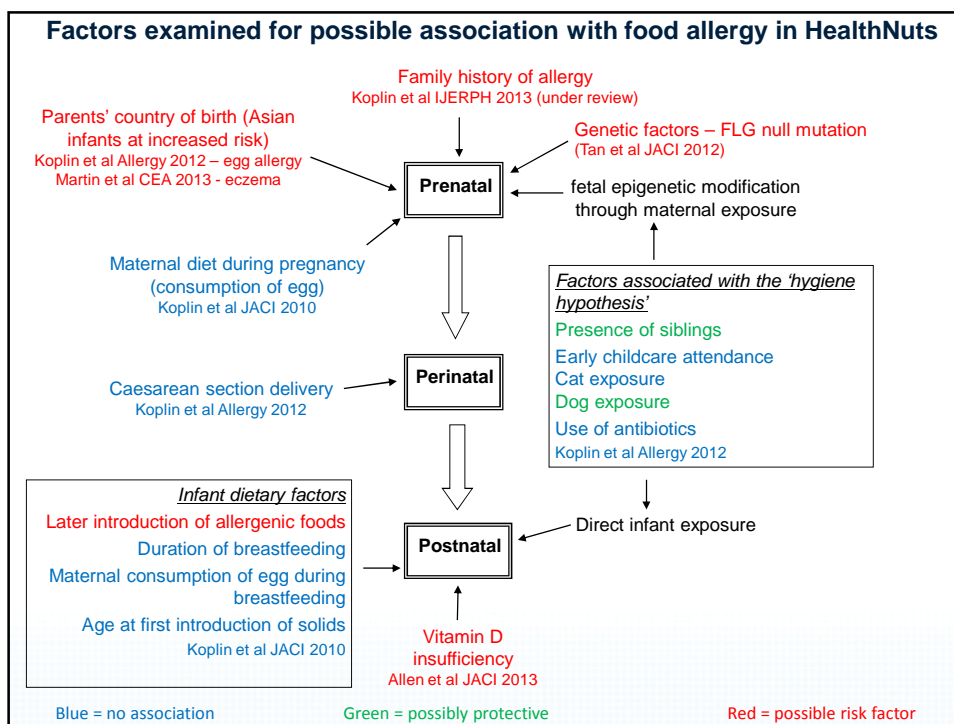 Factors examined for possible association with food allergy in HealthNuts
Family history of allergy
Koplin et al IJERPH 2013 (under review)
Parents' country of birth (Asian
infants at increased risk)
Koplin et al Allergy 2012 – egg allergy
Martin et al CEA 2013 - eczema
Genetic factors – FLG null mutation
(Tan et al JACI 2012)
Prenatal
fetal epigenetic modification
through maternal exposure
Maternal diet during pregnancy
(consumption of egg)
Koplin et al JACI 2010
Factors associated with the 'hygiene
hypothesis'
Presence of siblings
Early childcare attendance
Cat exposure
Dog exposure
Use of antibiotics
Koplin et al Allergy 2012
Perinatal
Caesarean section delivery
Koplin et al Allergy 2012
Infant dietary factors
Later introduction of allergenic foods
Duration of breastfeeding
Maternal consumption of egg during
breastfeeding
Age at first introduction of solids
Koplin et al JACI 2010
Direct infant exposure
Postnatal
Vitamin D
insufficiency
Allen et al JACI 2013
Blue = no association
Green = possibly protective
Red = possible risk factor